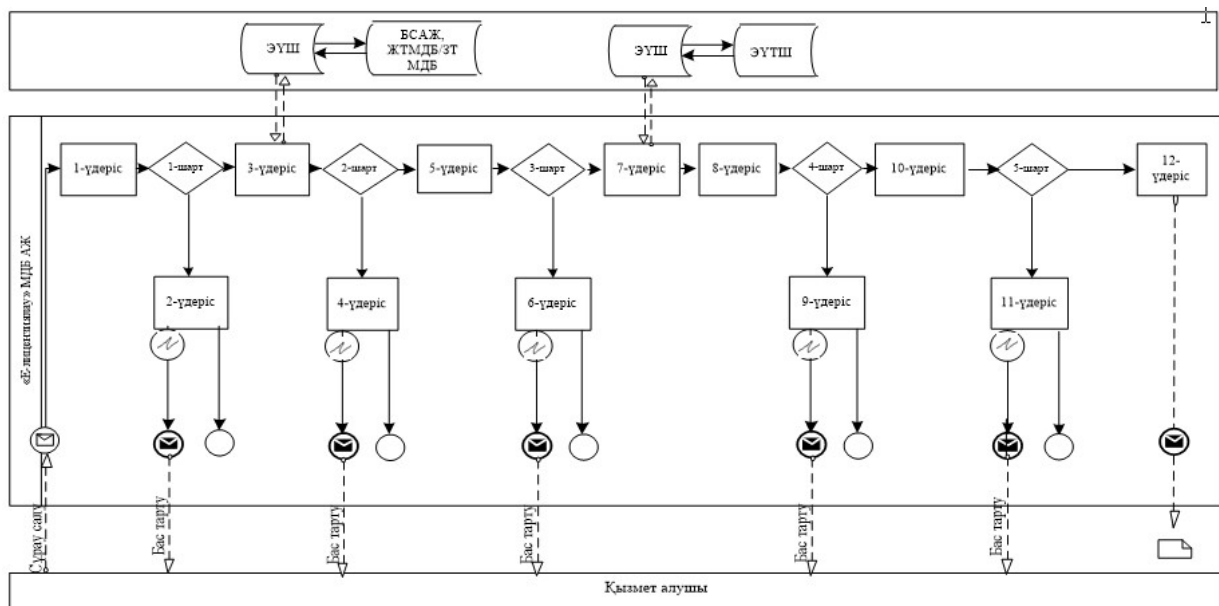 ЭҮШ
БСАЖ,
ЖТМДБ/ЗТ
МДБ
ЭҮШ
ЭҮТШ
«Е-лицензиялау» МДБ АЖ
1-үдеріс
1-шарт
3-үдеріс
2-шарт
5-үдеріс
3-шарт
7-үдеріс
8-үдеріс
4-шарт
10-үдеріс
5-шарт
12-
үдеріс
2-үдеріс
4-үдеріс
6-үдеріс
9-үдеріс
11-үдеріс
Сұрау салу
Бас тарту
Бас тарту
Бас тарту
Бас тарту
Бас тарту
Қызмет алушы